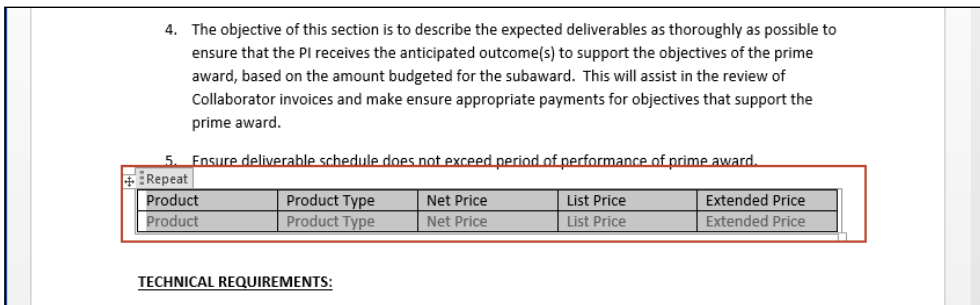 4. The objective of this section is to describe the expected deliverables as thoroughly as possible to
ensure that the PI receives the anticipated outcome(s) to support the objectives of the prime
award, based on the amount budgeted for the subaward. This will assist in the review of
Collaborator invoices and make ensure appropriate payments for objectives that support the
prime award.
5. Ensure deliverable schedule does not exceed period of performance of prime award.
Repeat
Product Product Type Net Price List Price Extended Price
Product Product Type Net Price List Price Extended Price
TECHNICAL REQUIREMENTS: